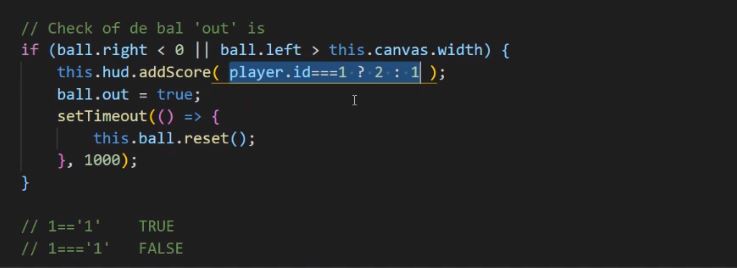 // Check of de bal 'out' is
if (ball.right < 0 || ball.left > this.canvas.width) {
this.hud.addScore( player.id===1 ? 2 : 1 );
ball.out = true;
setTimeout(() => {
this.ball.reset();
}, 1000);
}
// 1=='1' TRUE
// 1==='1' FALSE